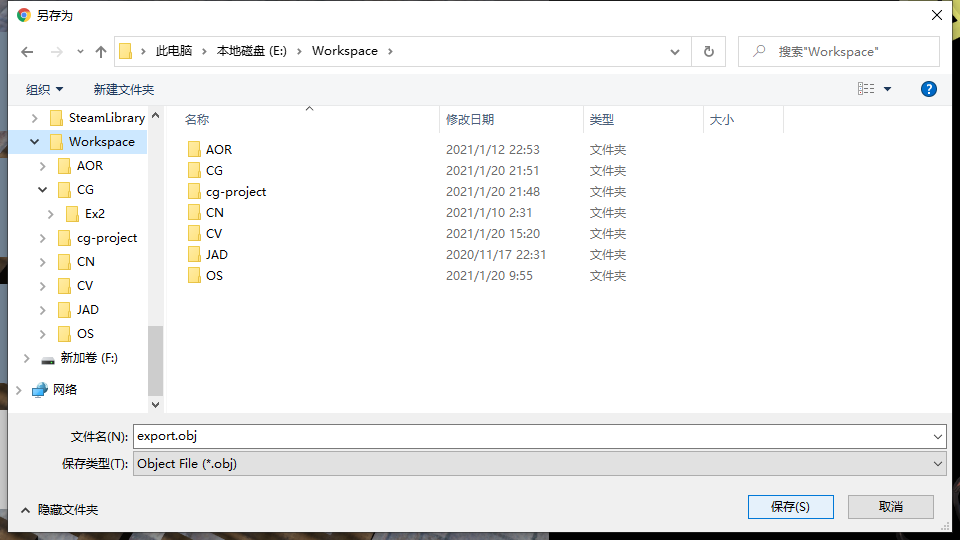 另存为
此电脑 › 本地磁盘 (E:) › Workspace ›
搜索"Workspace"
组织 新建文件夹
SteamLibrary
Workspace
AOR
CG
Ex2
cg-project
CN
CV
JAD
OS
新加卷 (F:)
网络
名称 修改日期 类型 大小
AOR 2021/1/12 22:53 文件夹
CG 2021/1/20 21:51 文件夹
cg-project 2021/1/20 21:48 文件夹
CN 2021/1/10 2:31 文件夹
CV 2021/1/20 15:20 文件夹
JAD 2020/11/17 22:31 文件夹
OS 2021/1/20 9:55 文件夹
文件名(N): export.obj
保存类型(T): Object File (*.obj)
隐藏文件夹
保存(S) 取消